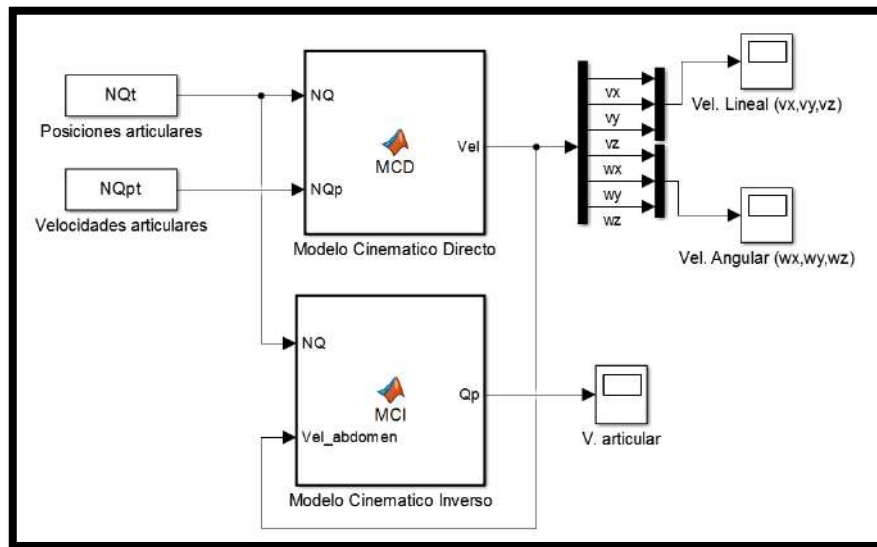 NQt
Posiciones articulares
NQpt
Velocidades articulares
NQ
NQp
MCD
Vel
Modelo Cinematico Directo
vx
vy
vz
wx
wy
wz
Vel. Lineal (vx,vy,vz)
Vel. Angular (wx,wy,wz)
NQ
Vel_abdomen
MCI
Qp
Modelo Cinematico Inverso
V. articular